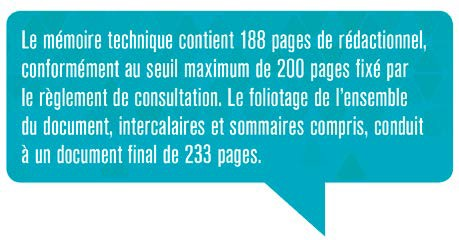 Le mémoire technique contient 188 pages de rédactionnel,
conformément au seuil maximum de 200 pages fixé par
le règlement de consultation. Le foliotage de l'ensemble
du document, intercalaires et sommaires compris, conduit
à un document final de 233 pages.